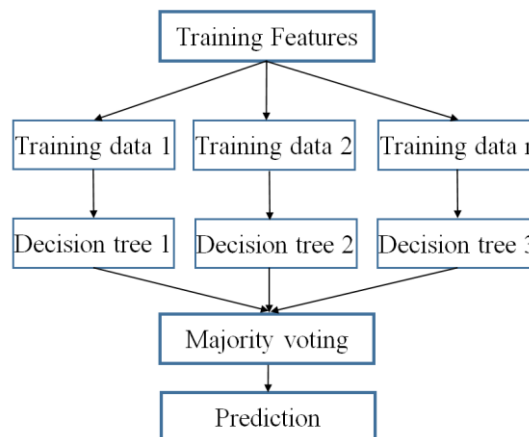 Training Features
Training data 1
Training data 2
Training data n
Decision tree 1
Decision tree 2
Decision tree 3
Majority voting
Prediction